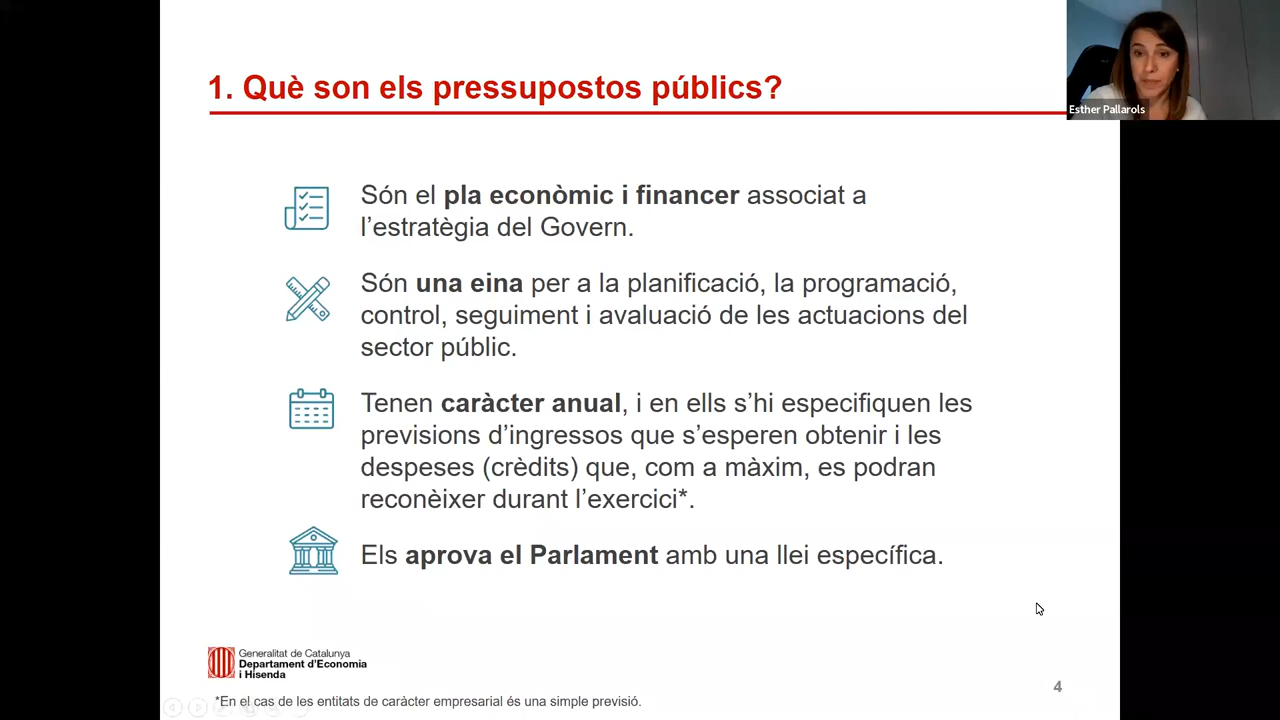 1. Què son els pressupostos públics?
Esther Pallarols
Són el pla econòmic i financer associat a
l’estratègia del Govern.
Són una eina per a la planificació, la programació,
control, seguiment i avaluació de les actuacions del
sector públic.
Tenen caràcter anual, i en ells s’hi especifiquen les
previsions d’ingressos que s’esperen obtenir i les
despeses (crèdits) que, com a màxim, es podran
reconèixer durant l’exercici*.
Els aprova el Parlament amb una llei específica.
Generalitat de Catalunya
Departament d’Economia
i Hisenda
4
*En el cas de les entitats de caràcter empresarial és una simple previsió.